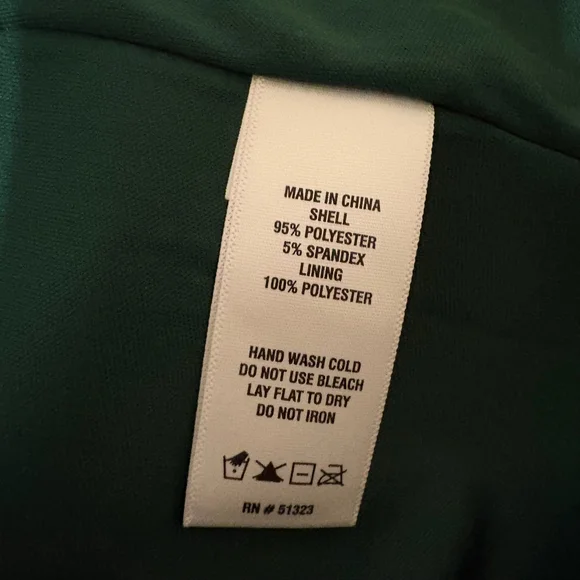 MADE IN CHINA
SHELL
95% POLYESTER
5% SPANDEX
LINING
100% POLYESTER
HAND WASH COLD
DO NOT USE BLEACH
LAY FLAT TO DRY
DO NOT IRON
RN # 51323